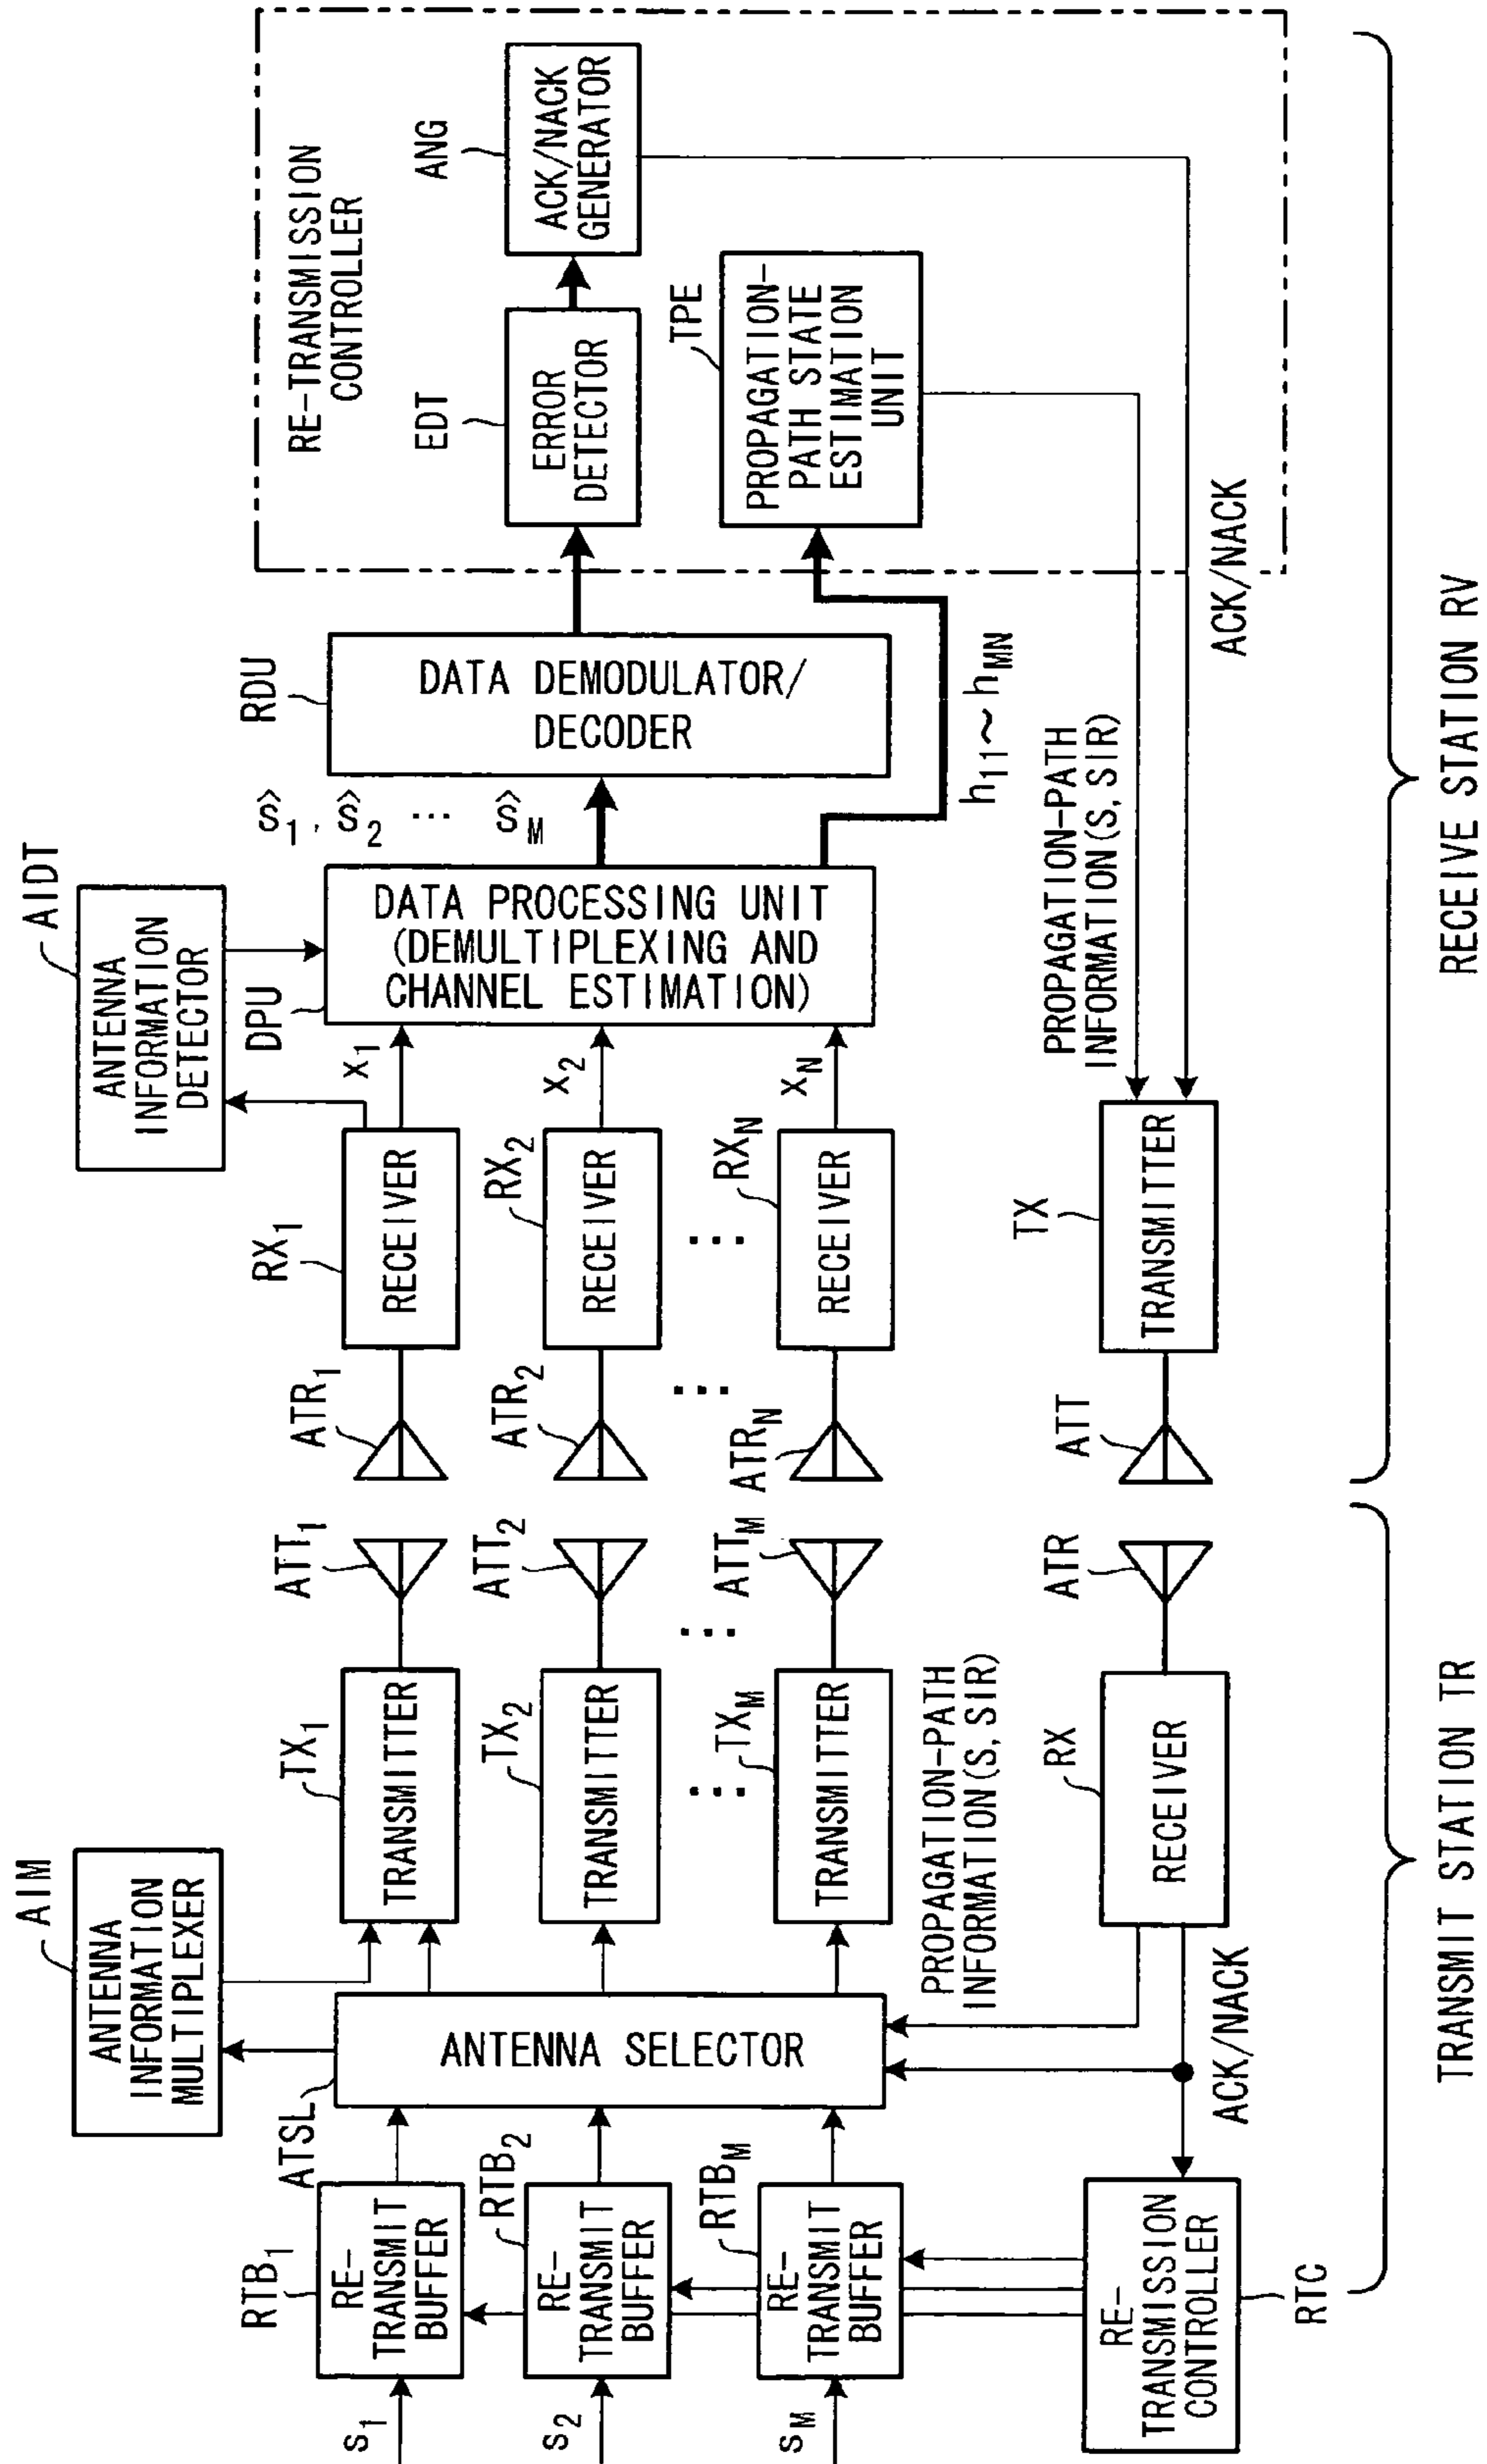 s1
RTB1
RE-
TRANSMIT
BUFFER
s2
RTB2
RE-
TRANSMIT
BUFFER
sM
RTBM
RE-
TRANSMIT
BUFFER
RE-
TRANSMISSION
CONTROLLER
RTC
ATSL
ANTENNA SELECTOR
AIM
ANTENNA
INFORMATION
MULTIPLEXER
ACK/NACK
PROPAGATION-PATH
INFORMATION(S, SIR)
TX1
TRANSMITTER
TX2
TRANSMITTER
...
TXM
TRANSMITTER
RX
RECEIVER
ATT1
ATT2
...
ATTM
ATR
TRANSMIT STATION TR
ATR1
ATR2
...
ATRN
ATT
RX1
RECEIVER
RX2
RECEIVER
...
RXN
RECEIVER
TX
TRANSMITTER
AIDT
ANTENNA
INFORMATION
DETECTOR
x1
x2
xN
DPU
DATA PROCESSING UNIT
(DEMULTIPLEXING AND
CHANNEL ESTIMATION)
ŝ1, ŝ2 ... ŝM
RDU
DATA DEMODULATOR/
DECODER
h11~hMN
PROPAGATION-PATH
INFORMATION(S, SIR)
ACK/NACK
RE-TRANSMISSION
CONTROLLER
EDT
ERROR
DETECTOR
ANG
ACK/NACK
GENERATOR
TPE
PROPAGATION-
PATH STATE
ESTIMATION
UNIT
RECEIVE STATION RV